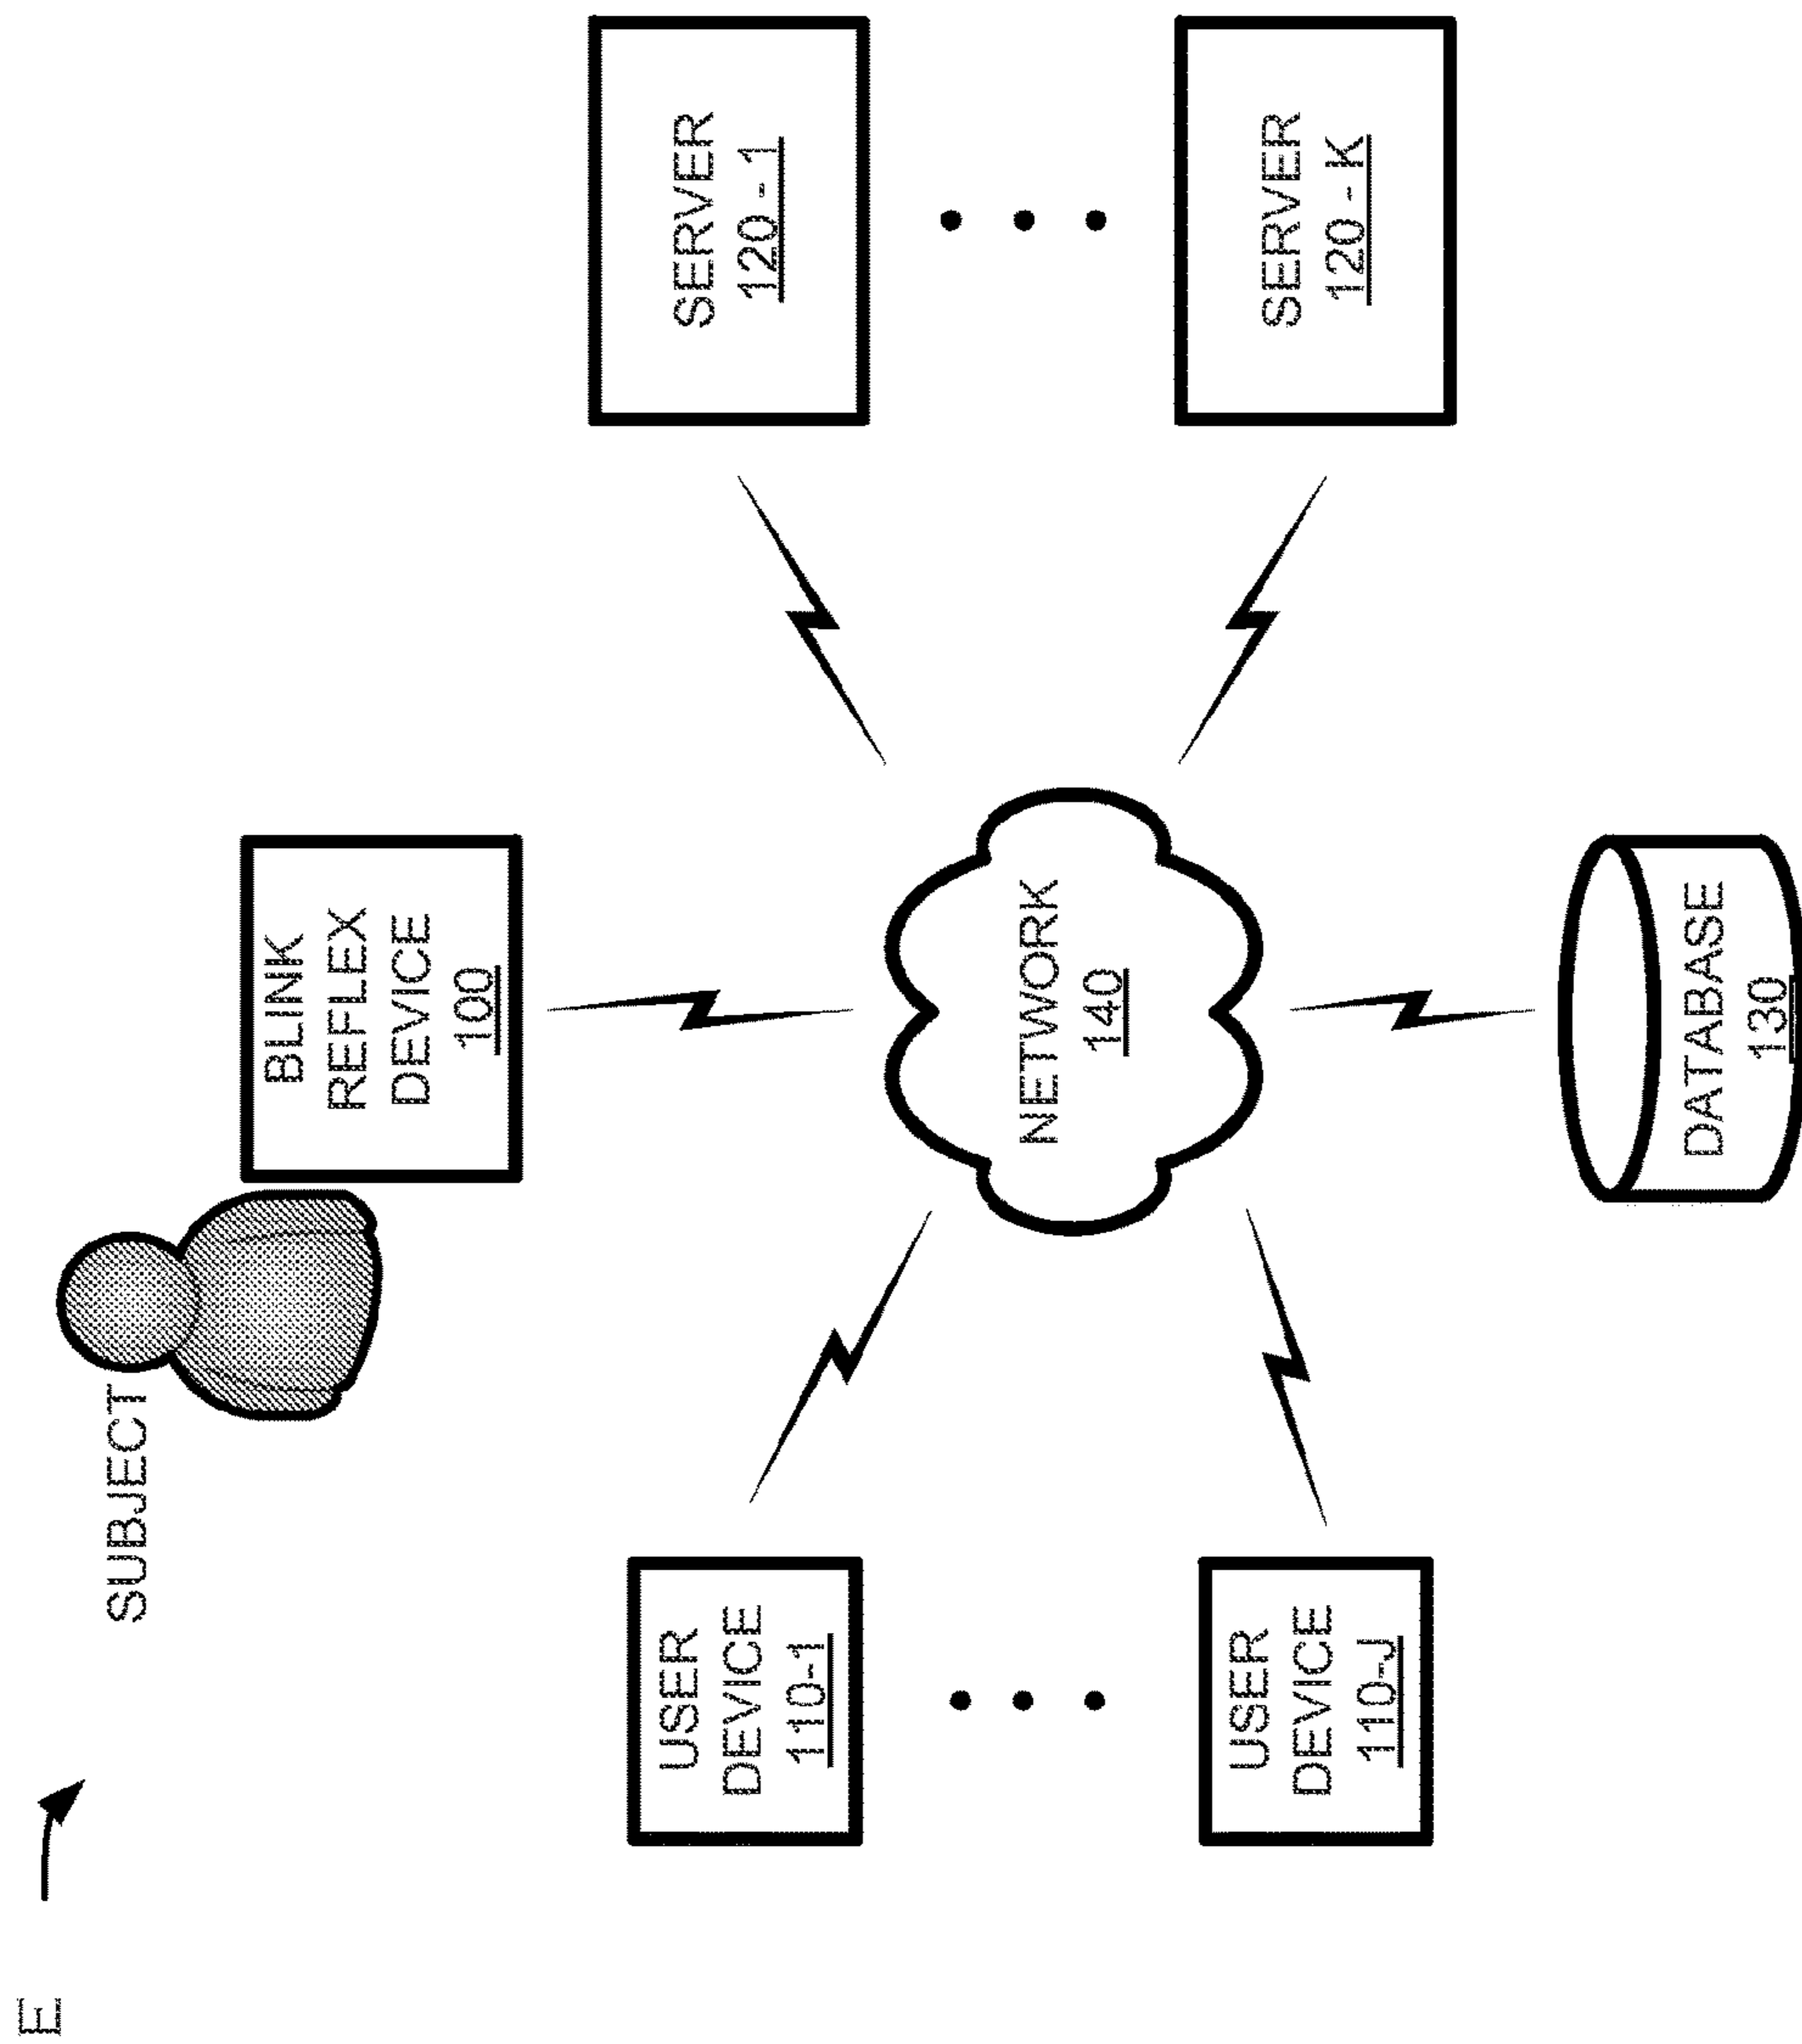 E
SUBJECT
BLINK
REFLEX
DEVICE
100
USER
DEVICE
110-1
SERVER
120 - 1
NETWORK
140
USER
DEVICE
110-J
SERVER
120 - K
DATABASE
130